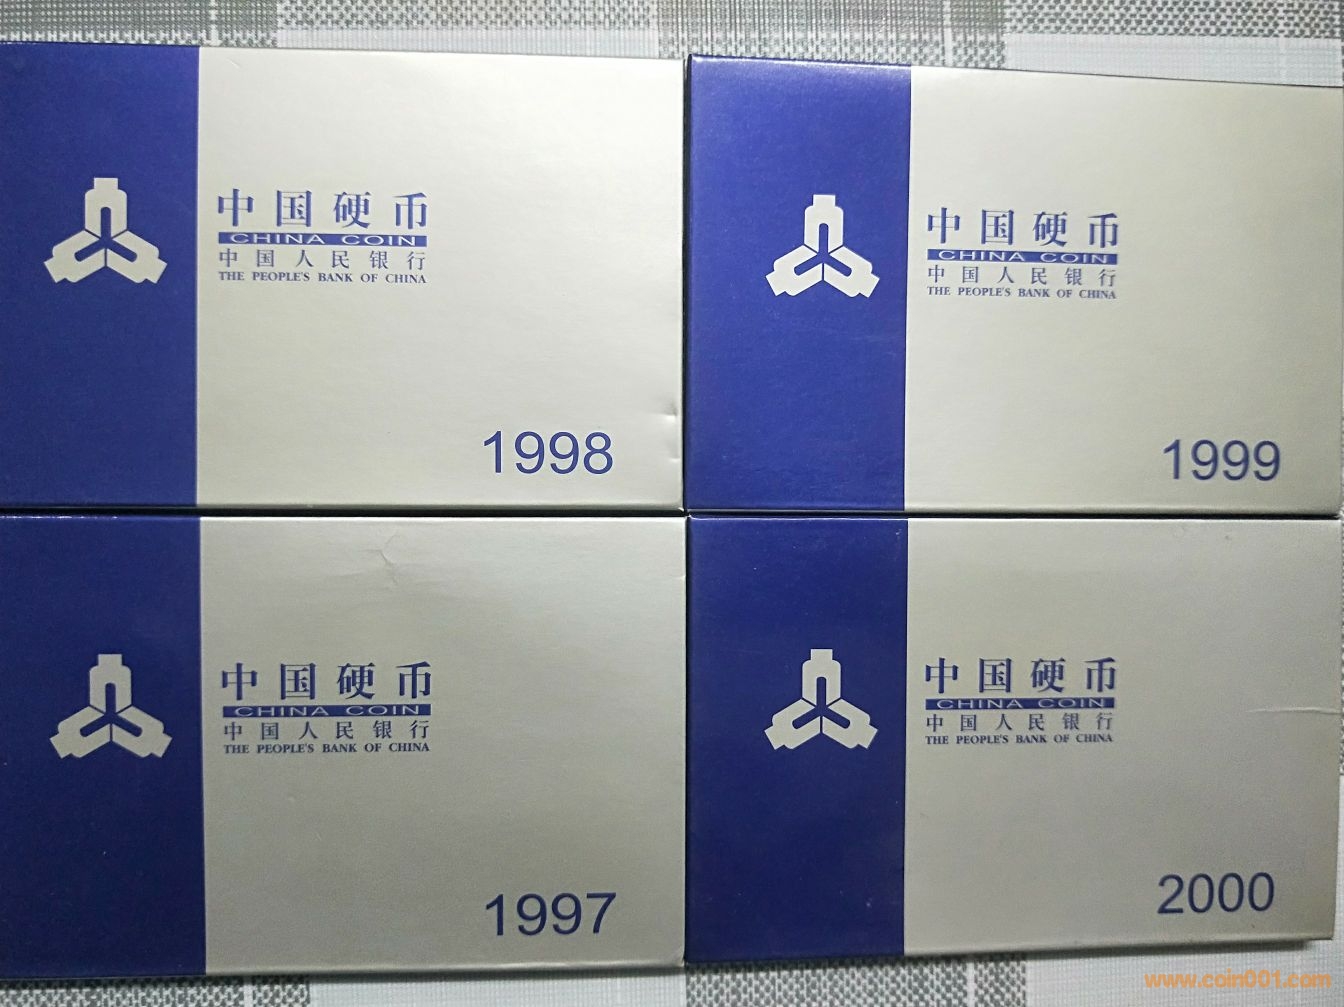 中国硬币
CHINA COIN
中国人民银行
THE PEOPLE'S BANK OF CHINA
1998
中国硬币
CHINA COIN
中国人民银行
THE PEOPLE'S BANK OF CHINA
1999
中国硬币
CHINA COIN
中国人民银行
THE PEOPLE'S BANK OF CHINA
1997
中国硬币
CHINA COIN
中国人民银行
THE PEOPLE'S BANK OF CHINA
2000
www.coin001.com